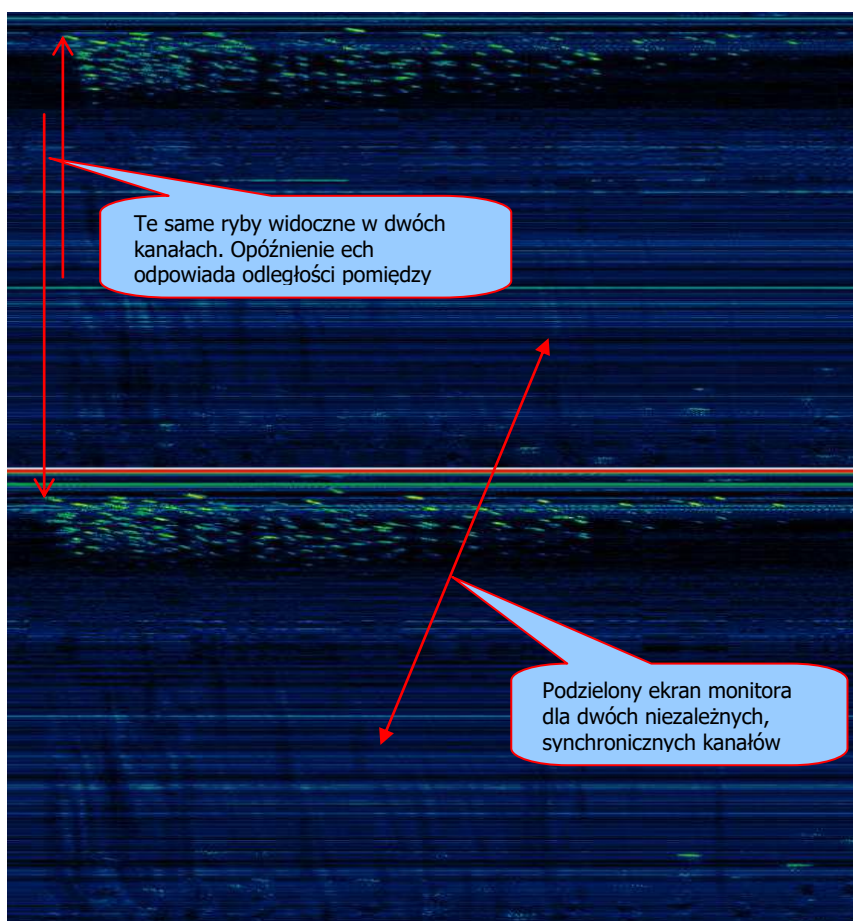 Te same ryby widoczne w dwóch
kanałach. Opóźnienie ech
odpowiada odległości pomiędzy
Podzielony ekran monitora
dla dwóch niezależnych,
synchronicznych kanałów